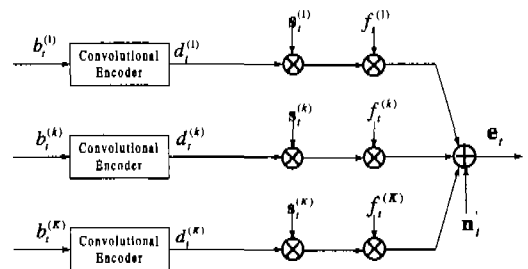 s_t^(1) f_t^(1)
b_t^(1) Convolutional Encoder d_t^(1)
s_t^(k) f_t^(k)
b_t^(k) Convolutional Encoder d_t^(k)
e_t
s_t^(K) f_t^(K)
n_t
b_t^(K) Convolutional Encoder d_t^(K)